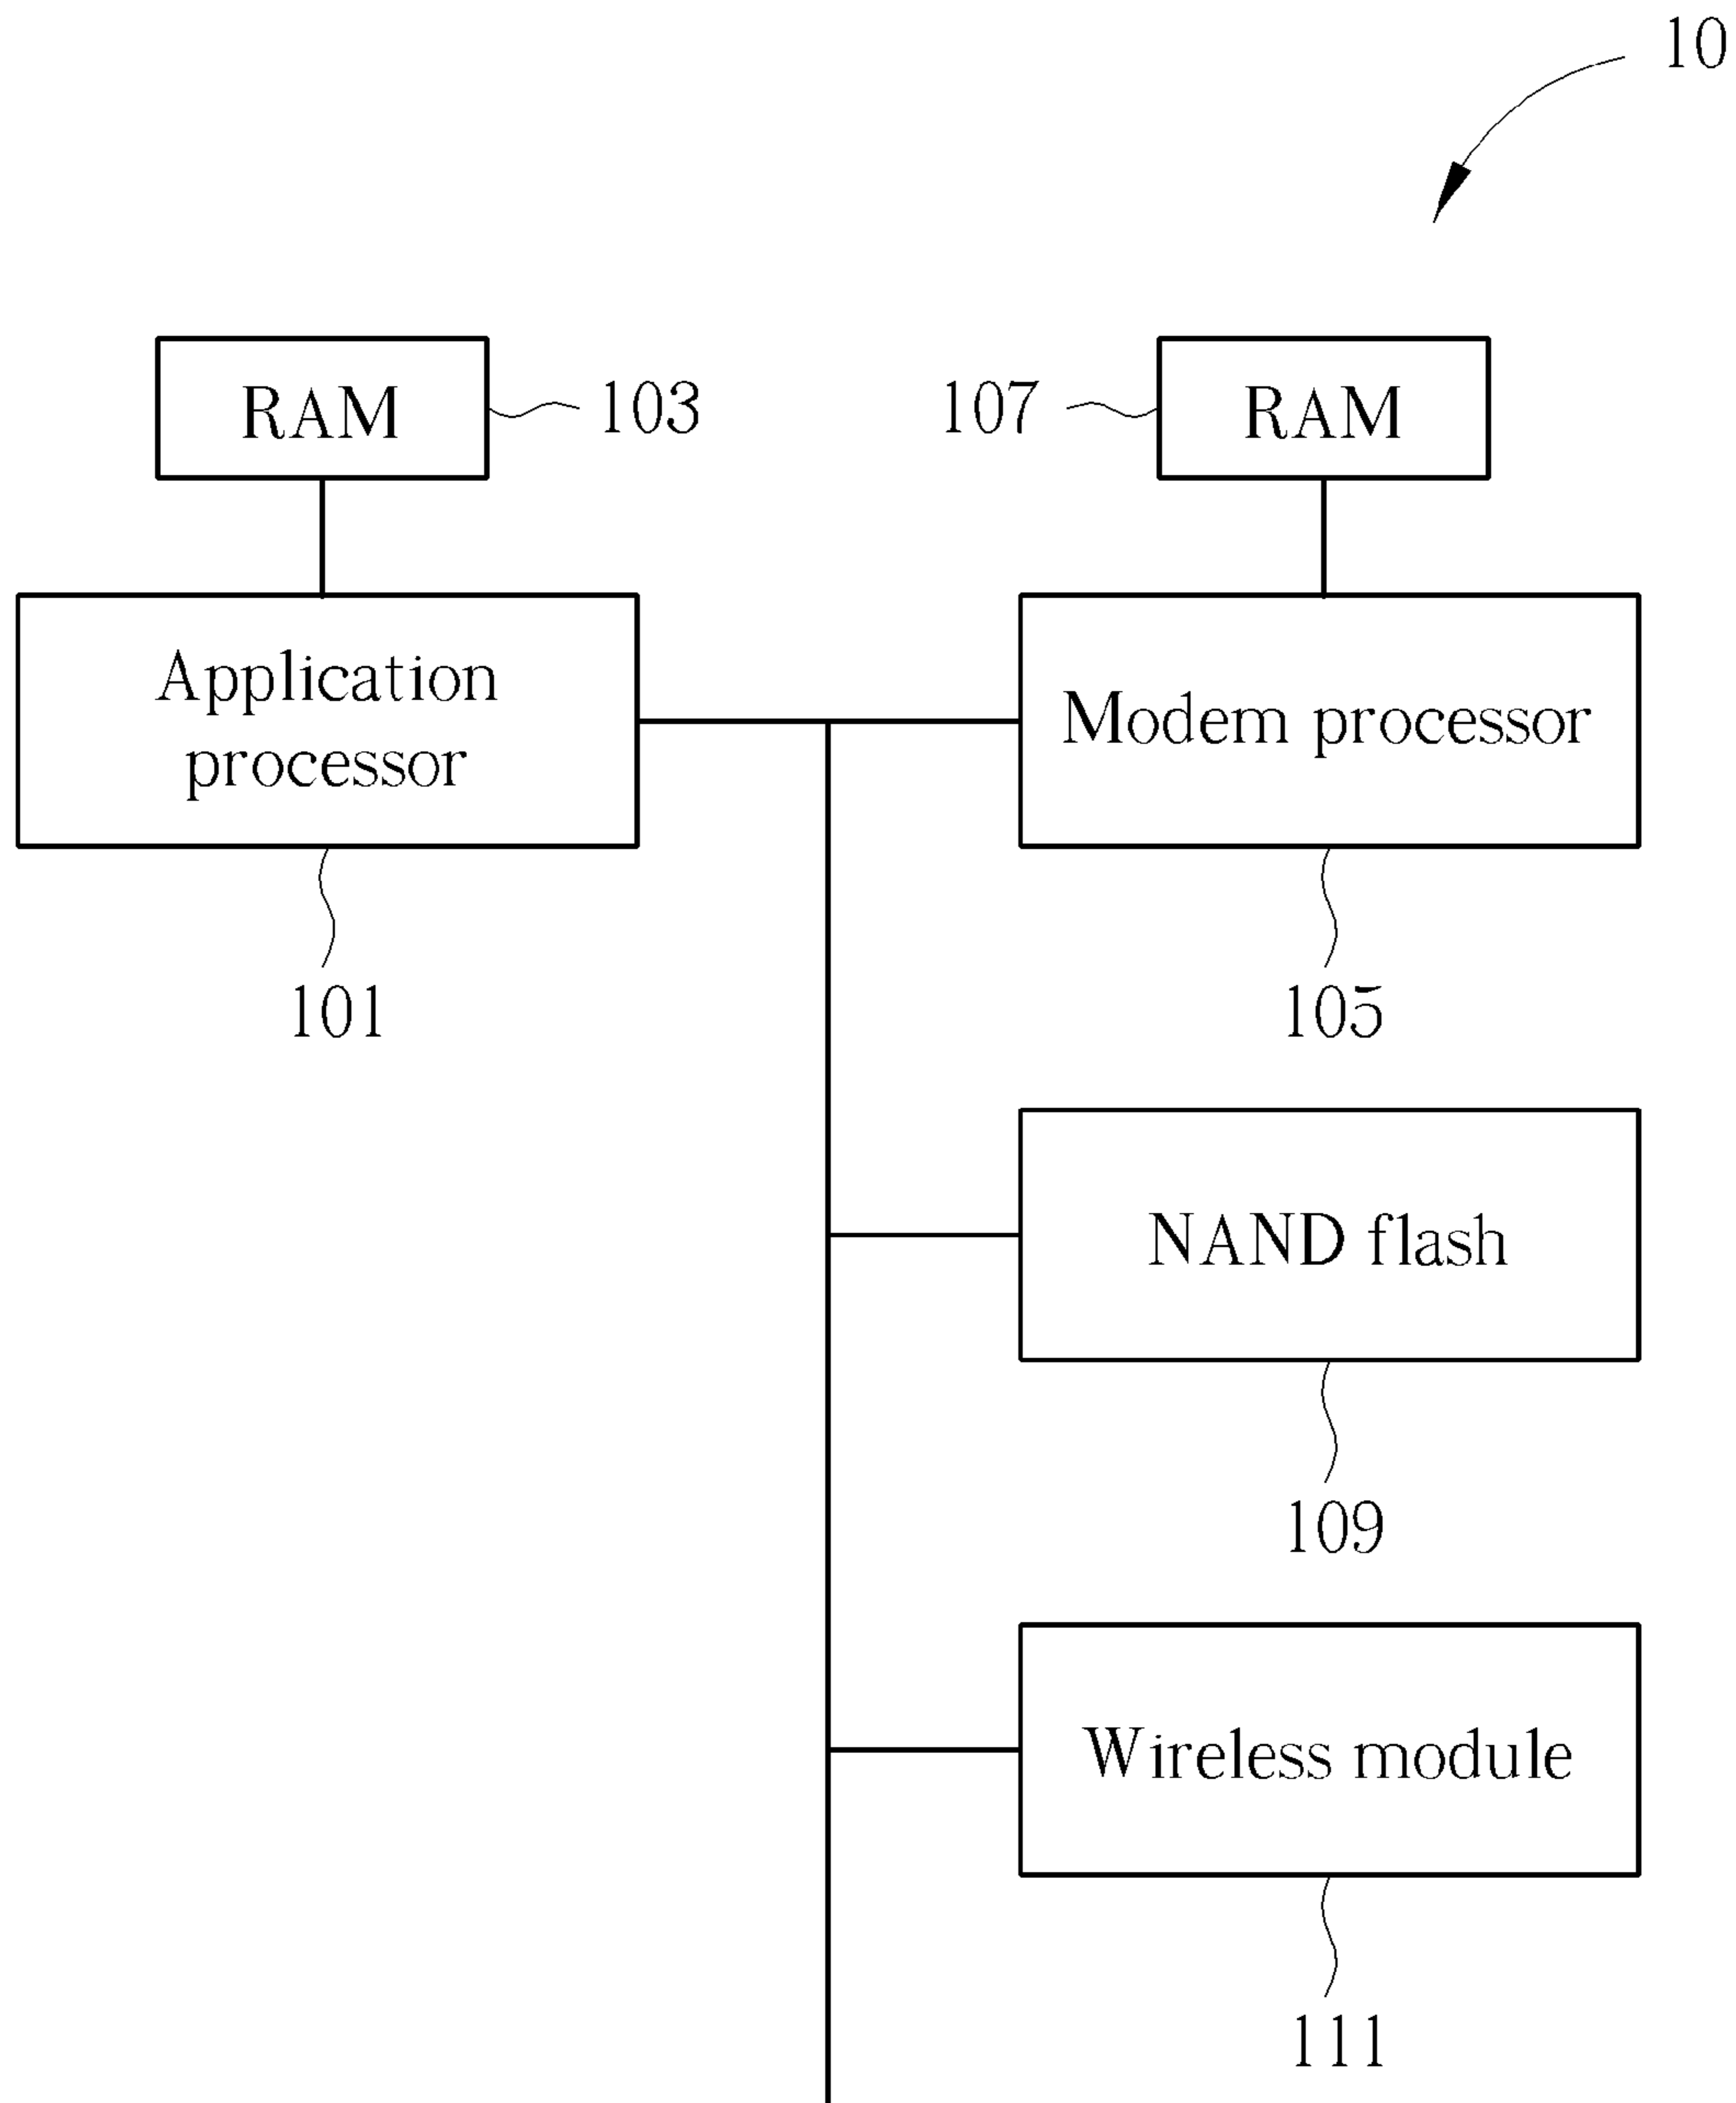 10
RAM
103
107
RAM
Application
processor
Modem processor
101
105
NAND flash
109
Wireless module
111